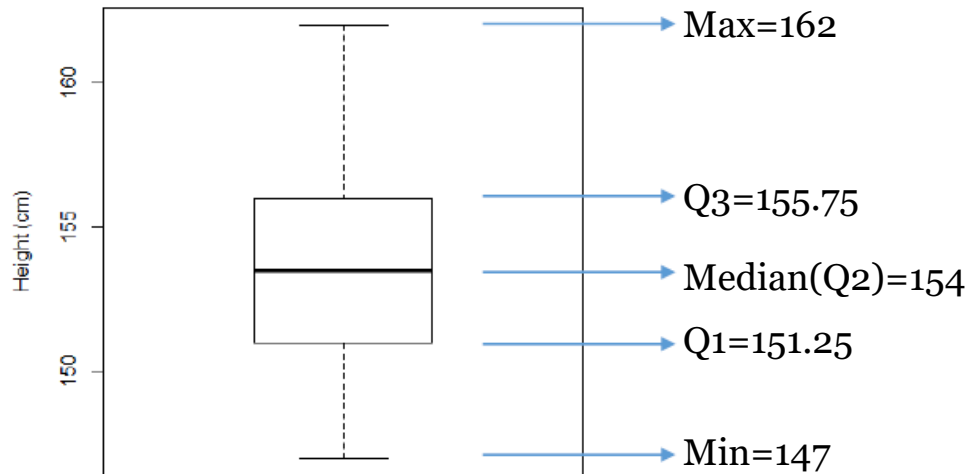 Max=162
160
Q3=155.75
155
Height (cm)
Median(Q2)=154
Q1=151.25
150
Min=147